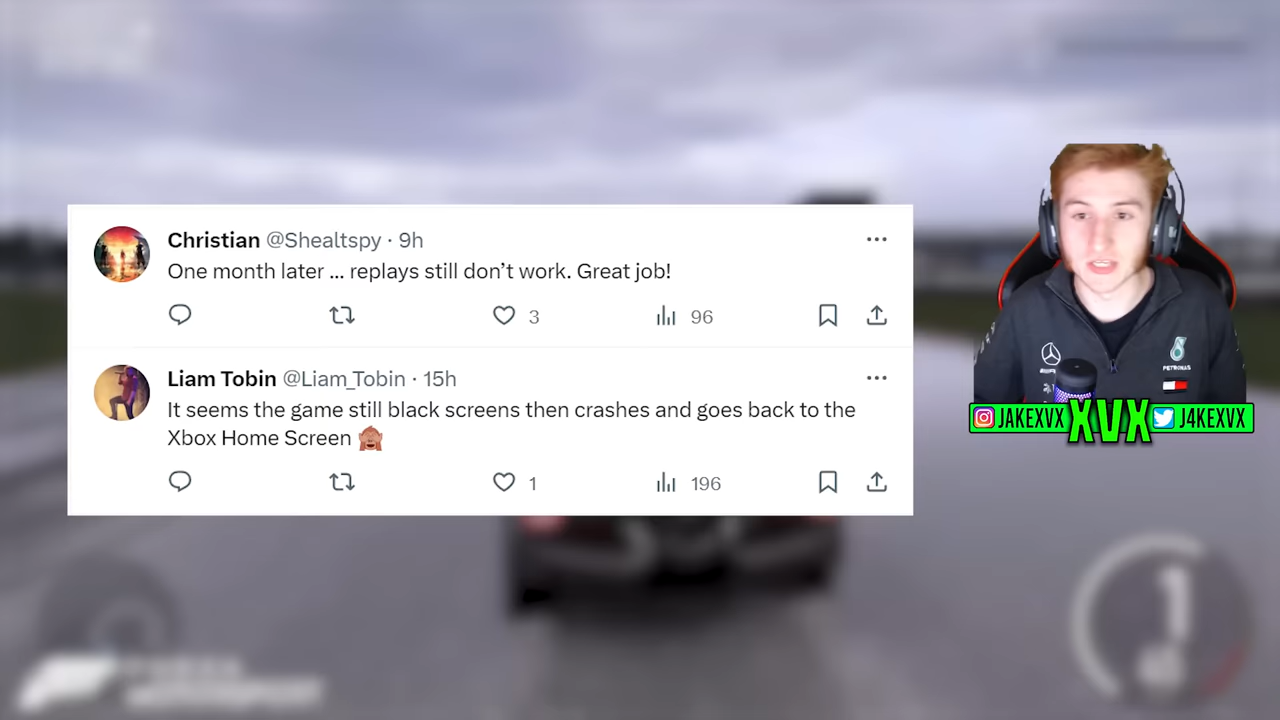 Christian @Shealtspy · 9h
One month later ... replays still don’t work. Great job!
3
96
Liam Tobin @Liam_Tobin · 15h
It seems the game still black screens then crashes and goes back to the
Xbox Home Screen 🙈
1
196
PETRONAS
JAKEXVX XVX J4KEXVX